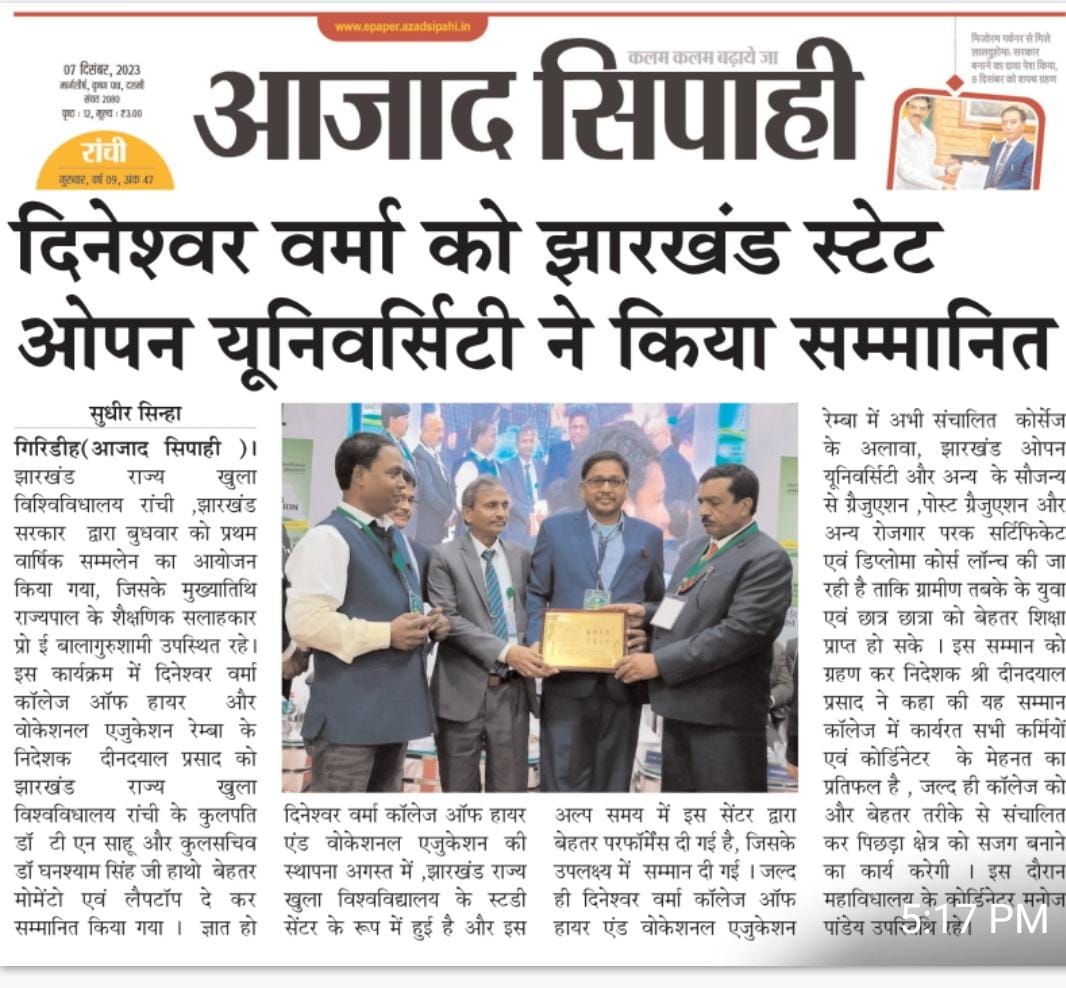 www.epaper.azadsipahi.in
07 दिसंबर, 2023
मार्गशीर्ष, कृष्ण पक्ष, दशमी
संवत 2080
पृष्ठ : 12, मूल्य : ₹3.00
रांची
गुरुवार, वर्ष 09, अंक 47
कलम कलम बढ़ाये जा
आजाद सिपाही
मिजोरम गवर्नर से मिले
लालदुहोमा: सरकार
बनाने का दावा पेश किया,
8 दिसंबर को शपथ ग्रहण
दिनेश्वर वर्मा को झारखंड स्टेट
ओपन यूनिवर्सिटी ने किया सम्मानित
सुधीर सिन्हा
गिरिडीह(आजाद सिपाही )।
झारखंड राज्य खुला
विश्विविधालय रांची ,झारखंड
सरकार द्वारा बुधवार को प्रथम
वार्षिक सम्मलेन का आयोजन
किया गया, जिसके मुख्यातिथि
राज्यपाल के शैक्षणिक सलाहकार
प्रो ई बालागुरुशामी उपस्थित रहे।
इस कार्यक्रम में दिनेश्वर वर्मा
कॉलेज ऑफ हायर और
वोकेशनल एजुकेशन रेम्बा के
निदेशक दीनदयाल प्रसाद को
झारखंड राज्य खुला
विश्वविधालय रांची के कुलपति
डॉ टी एन साहू और कुलसचिव
डॉ घनश्याम सिंह जी हाथो बेहतर
मोमेंटो एवं लैपटॉप दे कर
सम्मानित किया गया । ज्ञात हो
दिनेश्वर वर्मा कॉलेज ऑफ हायर
एंड वोकेशनल एजुकेशन की
स्थापना अगस्त में ,झारखंड राज्य
खुला विश्वविद्यालय के स्टडी
सेंटर के रूप में हुई है और इस
अल्प समय में इस सेंटर द्वारा
बेहतर परफॉर्मेंस दी गई है, जिसके
उपलक्ष्य में सम्मान दी गई । जल्द
ही दिनेश्वर वर्मा कॉलेज ऑफ
हायर एंड वोकेशनल एजुकेशन
रेम्बा में अभी संचालित कोर्सेज
के अलावा, झारखंड ओपन
यूनिवर्सिटी और अन्य के सौजन्य
से ग्रैजुएशन ,पोस्ट ग्रैजुएशन और
अन्य रोजगार परक सर्टिफिकेट
एवं डिप्लोमा कोर्स लॉन्च की जा
रही है ताकि ग्रामीण तबके के युवा
एवं छात्र छात्रा को बेहतर शिक्षा
प्राप्त हो सके । इस सम्मान को
ग्रहण कर निदेशक श्री दीनदयाल
प्रसाद ने कहा की यह सम्मान
कॉलेज में कार्यरत सभी कर्मियों
एवं कोर्डिनेटर के मेहनत का
प्रतिफल है , जल्द ही कॉलेज को
और बेहतर तरीके से संचालित
कर पिछड़ा क्षेत्र को सजग बनाने
का कार्य करेगी । इस दौरान
महाविधालय के कोर्डिनेटर मनोज
पांडेय उपस्तिथि रहे।
5:17 PM